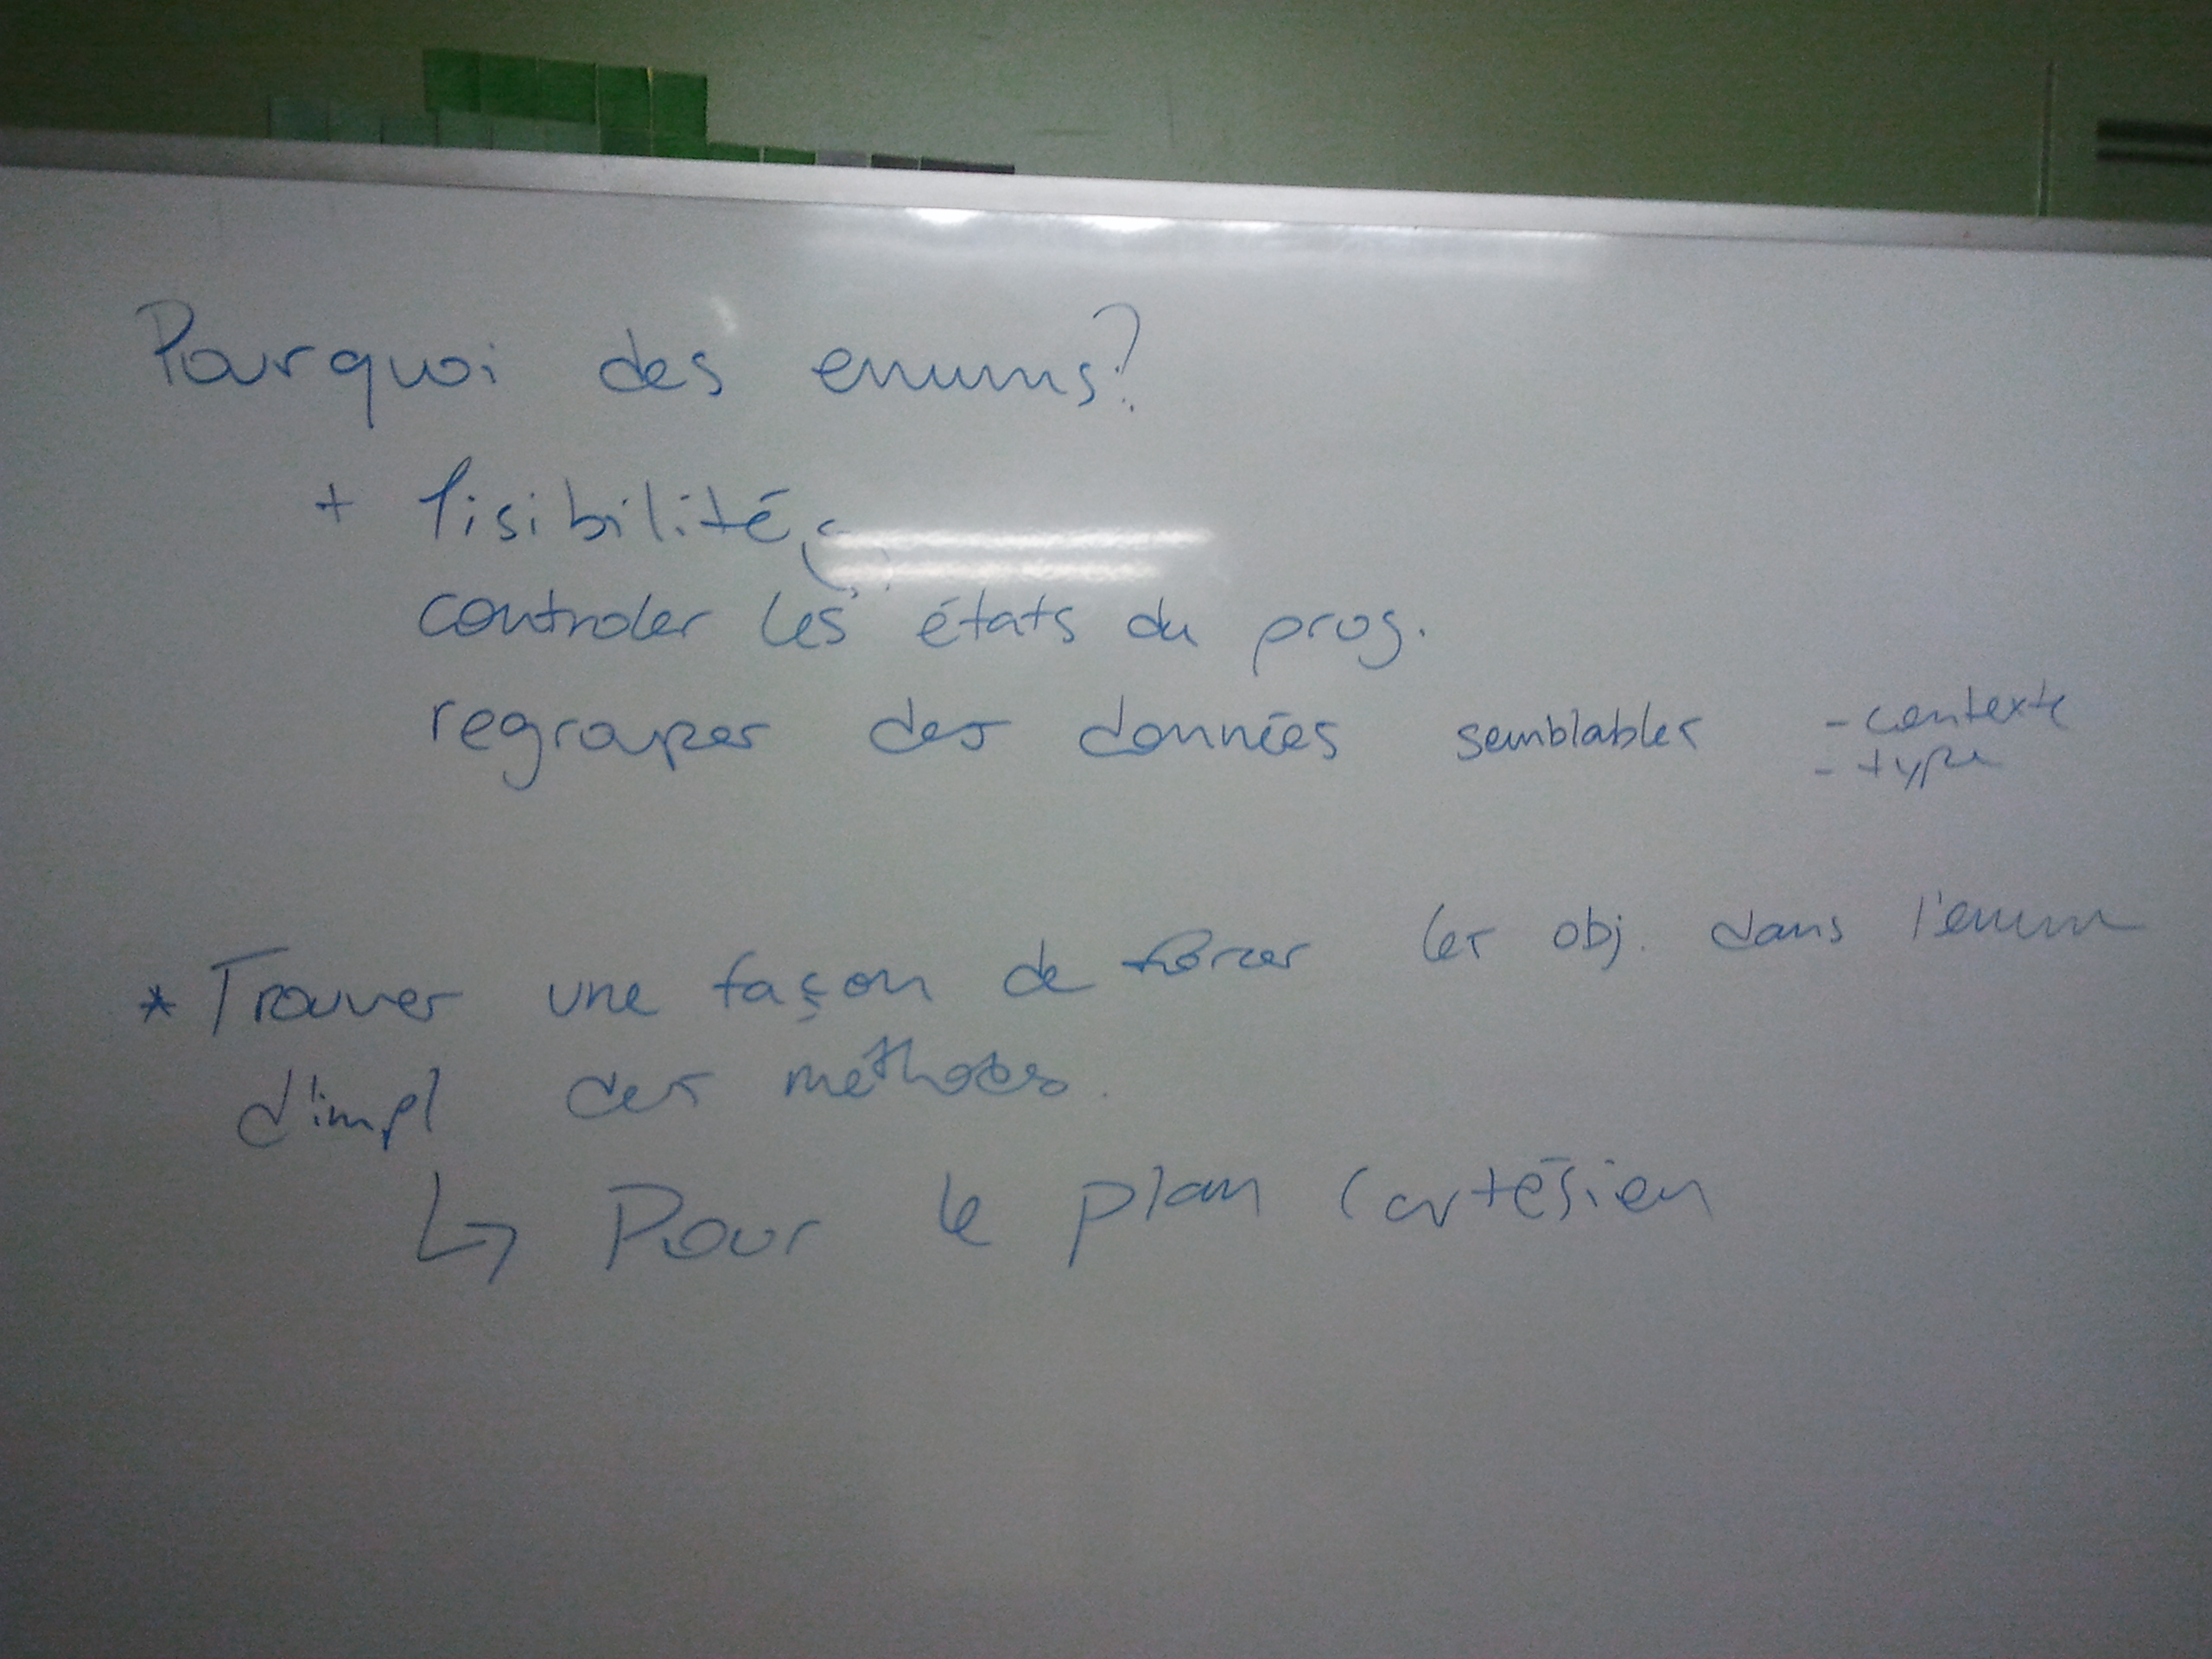 Pourquoi des enums?
+ lisibilité
controler les états du prog.
regrouper des données semblables - contexte
- type
* Trouver une façon de forcer les obj. dans l'enum
d'impl des méthodes.
↳ Pour le plan Cartésien